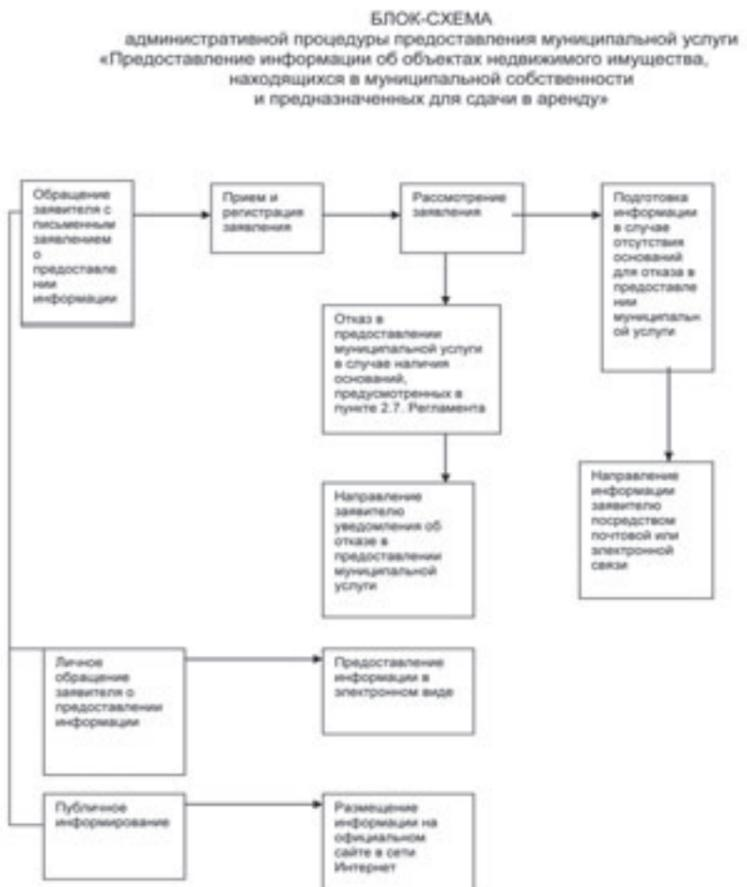 БЛОК-СХЕМА
административной процедуры предоставления муниципальной услуги
«Предоставление информации об объектах недвижимого имущества,
находящихся в муниципальной собственности
и предназначенных для сдачи в аренду»
Обращение
заявителя с
письменным
заявлением
о
предоставле
нии
информации
Прием и
регистрация
заявления
Рассмотрение
заявления
Подготовка
информации
в случае
отсутствия
оснований
для отказа в
предоставле
нии
муниципальн
ой услуги
Отказ в
предоставлении
муниципальной услуги
в случае наличия
оснований,
предусмотренных в
пункте 2.7. Регламента
Направление
заявителю
уведомления об
отказе в
предоставлении
муниципальной
услуги
Направление
информации
заявителю
посредством
почтовой или
электронной
связи
Личное
обращение
заявителя о
предоставлении
информации
Предоставление
информации в
электронном виде
Публичное
информирование
Размещение
информации на
официальном
сайте в сети
Интернет